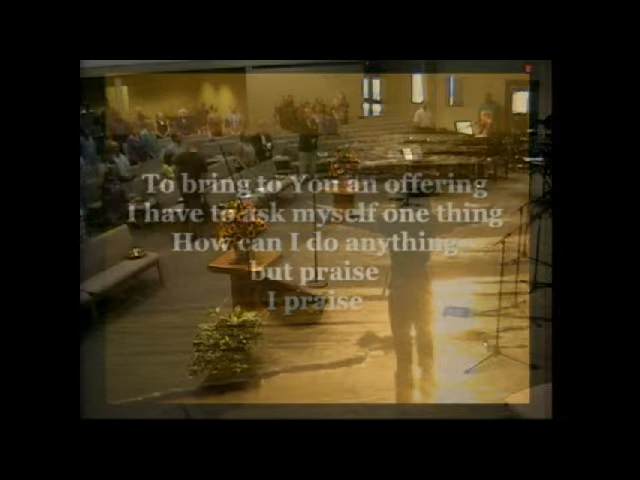 To bring to You an offering
I have to ask myself one thing
How can I do anything
but praise
I praise